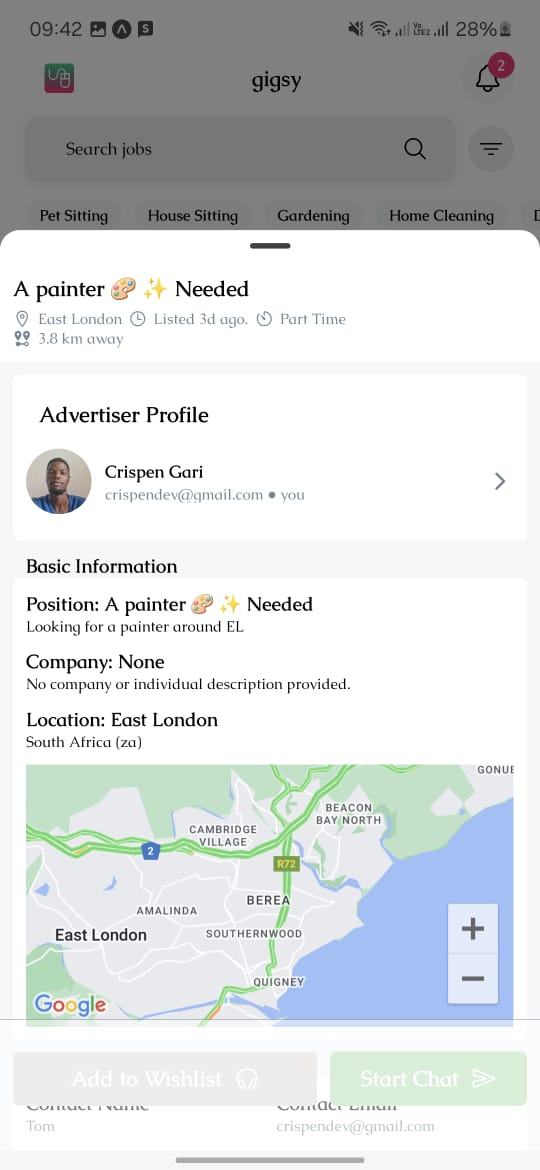 09:42
Vo
LTE2
28%
gigsy
2
Search jobs
Pet Sitting
House Sitting
Gardening
Home Cleaning
A painter 🎨 ✨ Needed
East London Listed 3d ago. Part Time
3.8 km away
Advertiser Profile
Crispen Gari
crispendev@gmail.com • you
Basic Information
Position: A painter 🎨 ✨ Needed
Looking for a painter around EL
Company: None
No company or individual description provided.
Location: East London
South Africa (za)
GONUB
BEACON
BAY NORTH
CAMBRIDGE
VILLAGE
2
R72
BEREA
AMALINDA
East London
SOUTHERNWOOD
QUIGNEY
Google
Add to Wishlist
Start Chat
Contact Name
Contact Email
Tom
crispendev@gmail.com